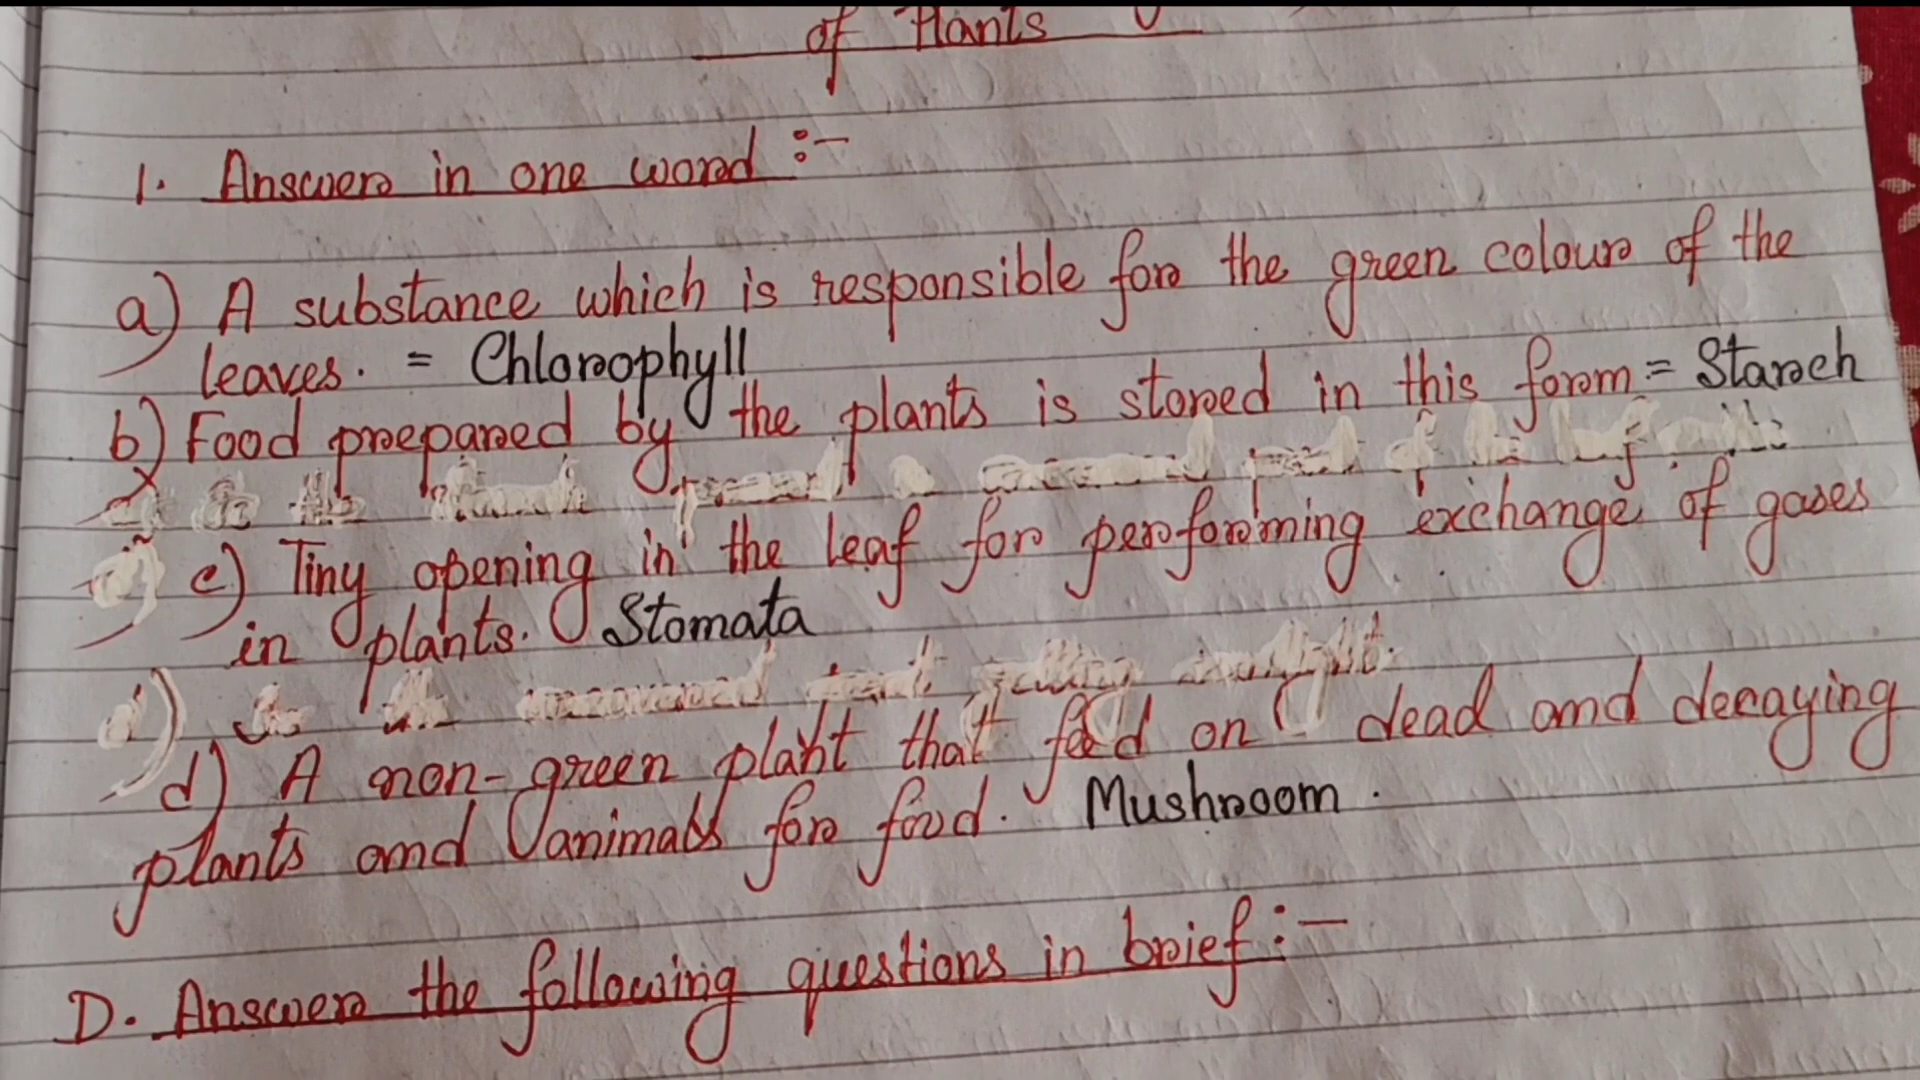 of Plants
1. Answer in one word :-
a) A substance which is responsible for the green colour of the
leaves. = Chlorophyll
b) Food prepared by the plants is stored in this form = Starch
c) Tiny opening in the leaf for performing exchange of gases
in plants. Stomata
d) A non-green plant that feed on dead and decaying
plants and animals for food. Mushroom.
D. Answer the following questions in brief :-